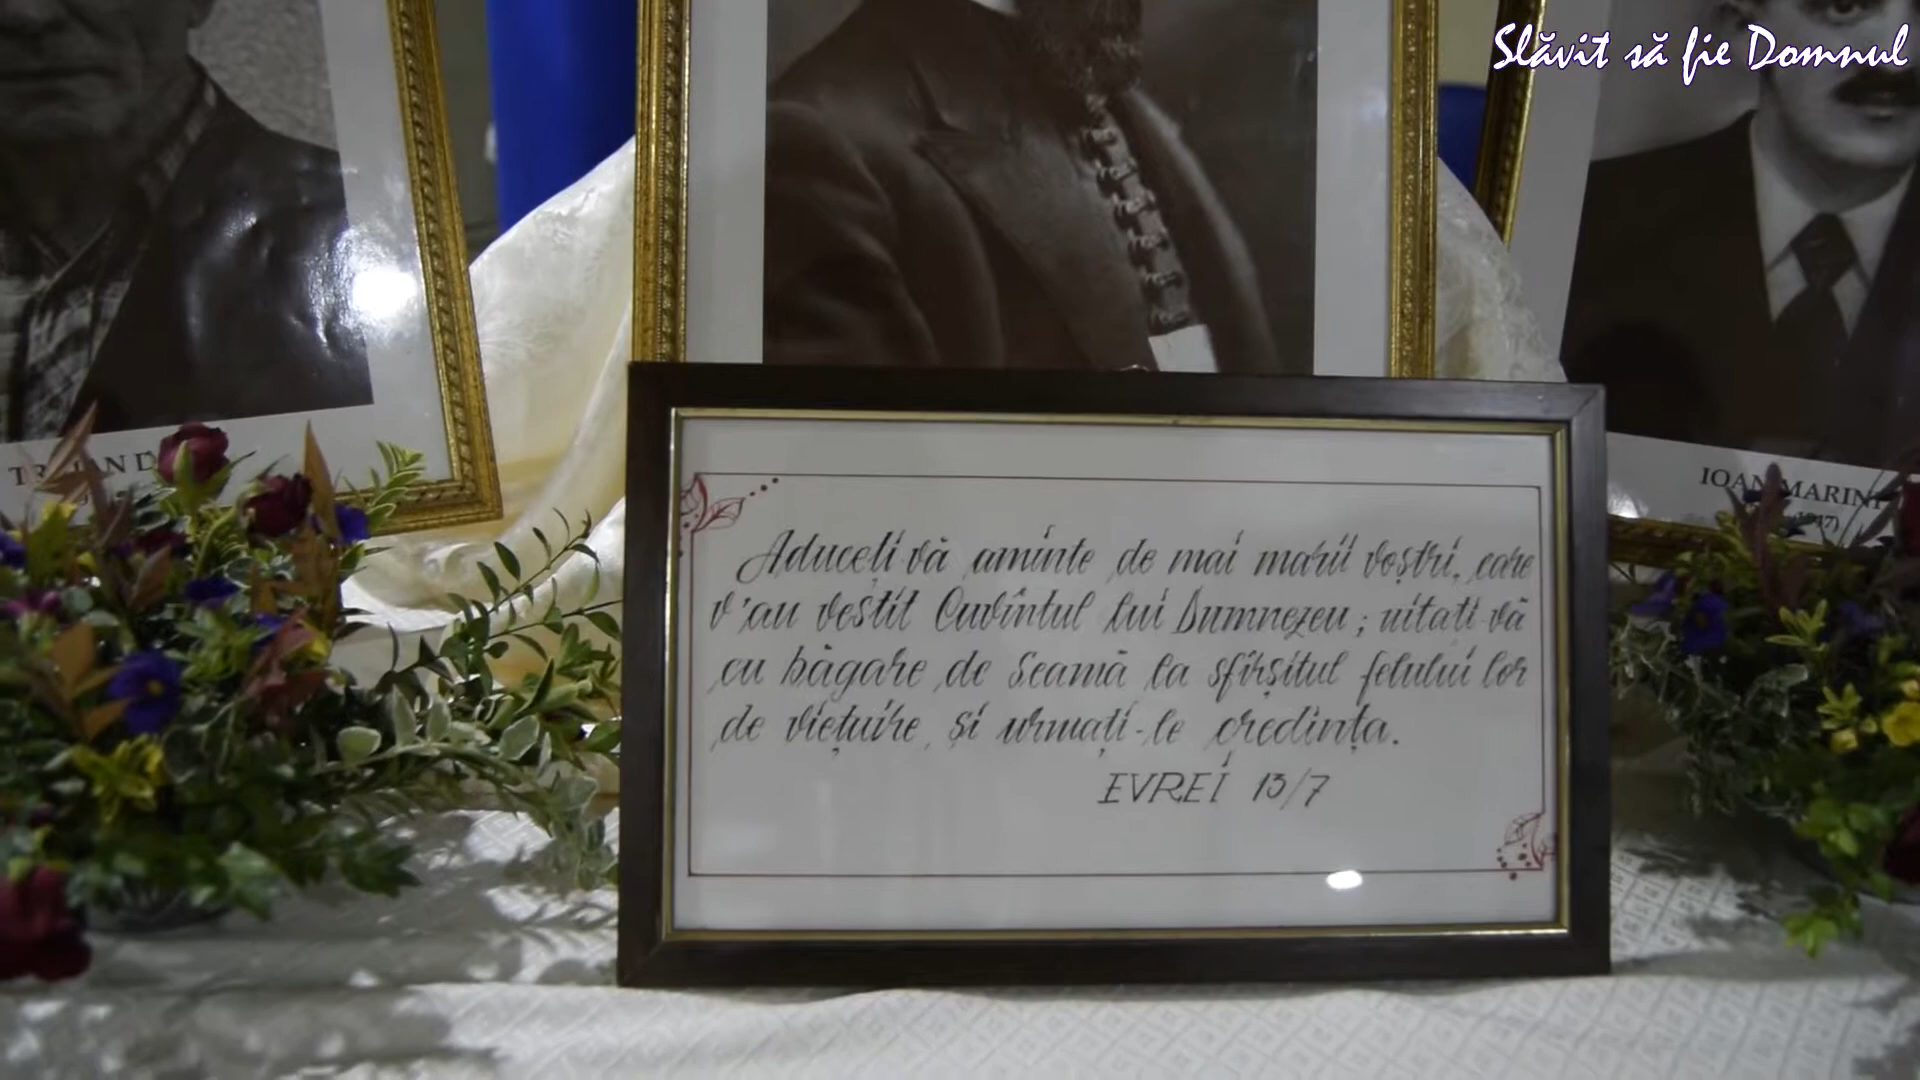 Slăvit să fie Domnul
Aduceți-vă aminte de mai marii voștri, care
v'au vestit Cuvîntul lui Dumnezeu; uitați-vă
cu băgare de seamă la sfîrșitul felului lor
de viețuire, și urmați-le credința.
EVREI 13/7
IOAN MARINI